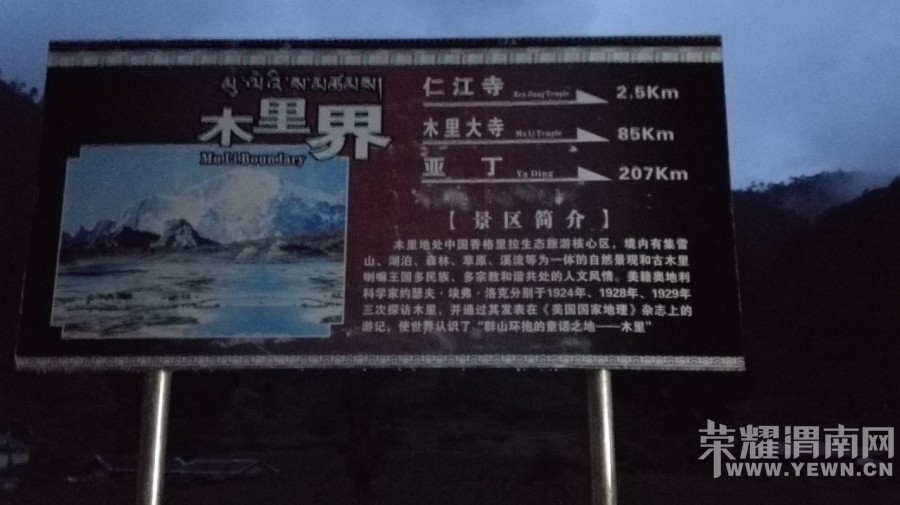 མུ་ལེའི་ས་མཚམས།
木里界
MuLi Boundary
仁江寺 Ren Jiang Temple 2.5Km
木里大寺 Mu Li Temple 85Km
亚丁 Ya Ding 207Km
【景区简介】
木里地处中国香格里拉生态旅游核心区，境内有集雪
山、湖泊、森林、草原、溪流等为一体的自然景观和古木里
喇嘛王国多民族、多宗教和谐共处的人文风情。美籍奥地利
科学家约瑟夫·埃弗·洛克分别于1924年、1928年、1929年
三次探访木里，并通过其发表在《美国国家地理》杂志上的
游记，使世界认识了“群山环抱的童话之地——木里”
荣耀渭南网
WWW.YEWN.CN